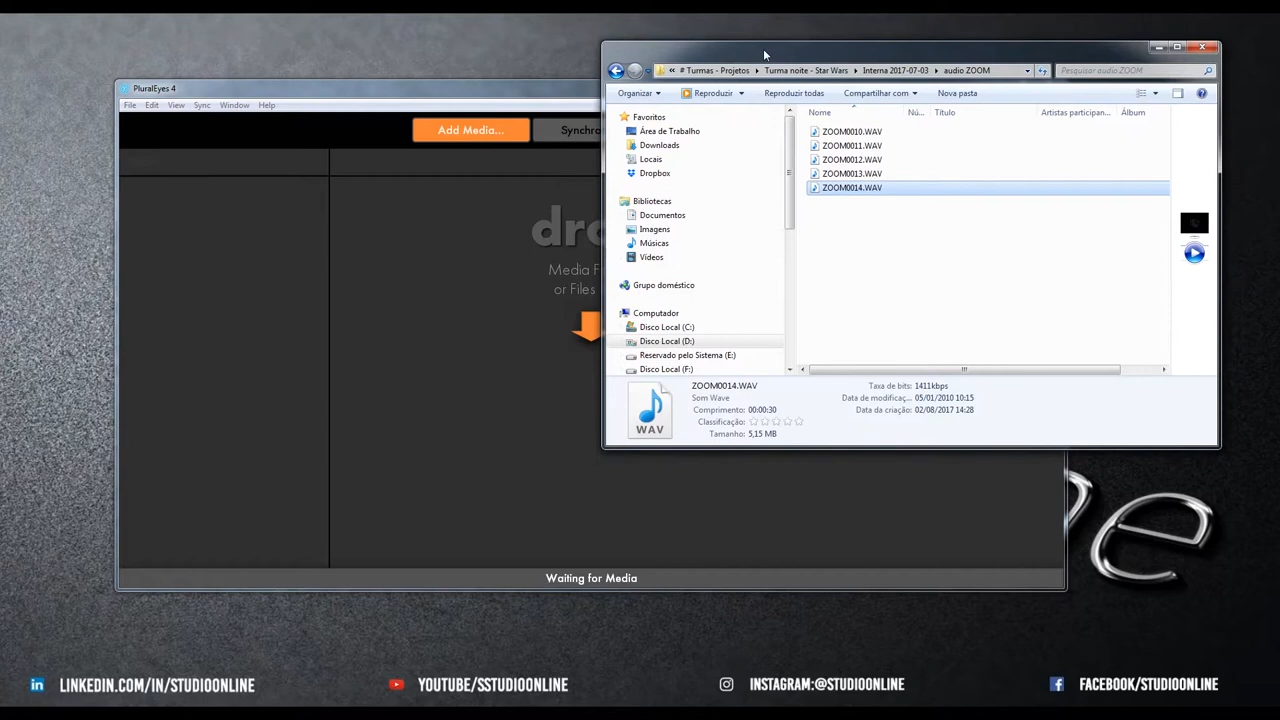 PluralEyes 4
File Edit View Sync Window Help
Add Media...
Media F
or Files
Waiting for Media
« # Turmas - Projetos Turma noite - Star Wars Interna 2017-07-03 audio ZOOM
Pesquisar audio ZOOM
Organizar Reproduzir Reproduzir todas Compartilhar com Nova pasta
Nome Nú... Título Artistas participan... Álbum
Favoritos
Área de Trabalho
Downloads
Locais
Dropbox
Bibliotecas
Documentos
Imagens
Músicas
Vídeos
Grupo doméstico
Computador
Disco Local (C:)
Disco Local (D:)
Reservado pelo Sistema (E:)
Disco Local (F:)
ZOOM0010.WAV
ZOOM0011.WAV
ZOOM0012.WAV
ZOOM0013.WAV
ZOOM0014.WAV
WAV
ZOOM0014.WAV
Som Wave
Comprimento: 00:00:30
Classificação:
Tamanho: 5,15 MB
Taxa de bits: 1411kbps
Data de modificaç... 05/01/2010 10:15
Data da criação: 02/08/2017 14:28
LINKEDIN.COM/IN/STUDIOONLINE
YOUTUBE/SSTUDIOONLINE
INSTAGRAM:@STUDIOONLINE
FACEBOOK/STUDIOONLINE